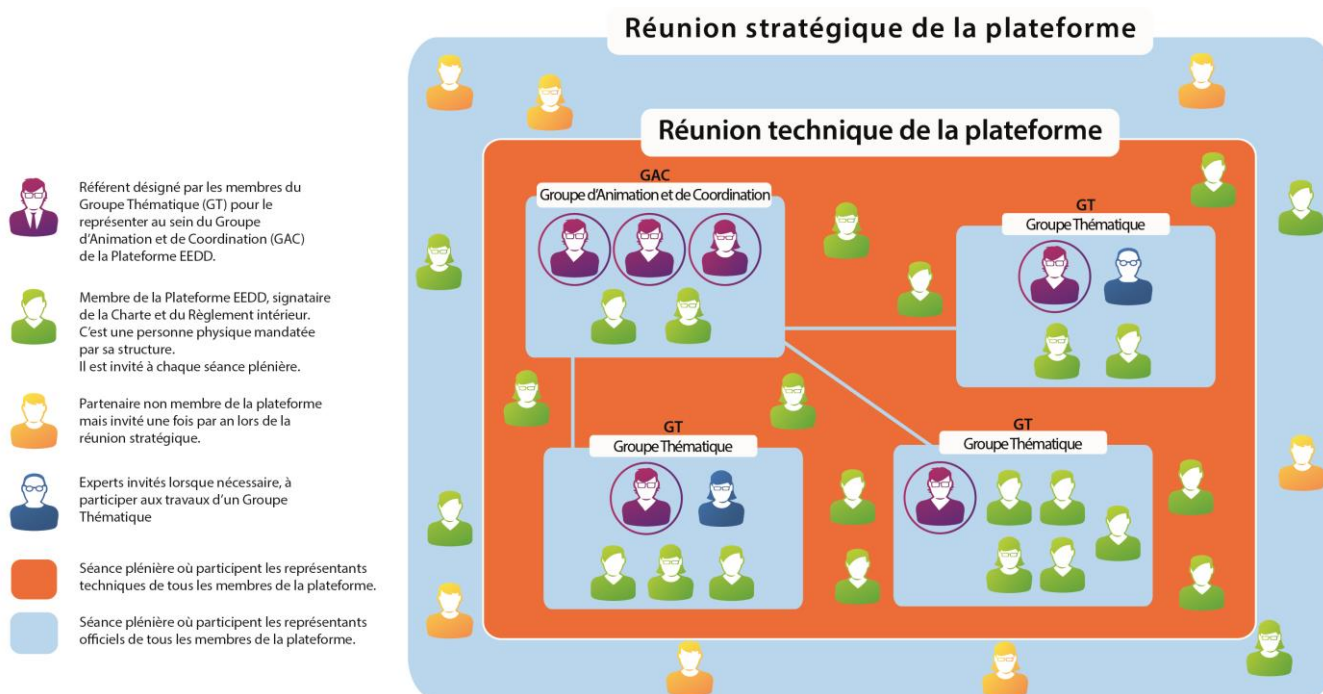 Réunion stratégique de la plateforme
Réunion technique de la plateforme
GAC
Groupe d'Animation et de Coordination
GT
Groupe Thématique
GT
Groupe Thématique
GT
Groupe Thématique
Référent désigné par les membres du
Groupe Thématique (GT) pour le
représenter au sein du Groupe
d'Animation et de Coordination (GAC)
de la Plateforme EEDD.
Membre de la Plateforme EEDD, signataire
de la Charte et du Règlement intérieur.
C'est une personne physique mandatée
par sa structure.
Il est invité à chaque séance plénière.
Partenaire non membre de la plateforme
mais invité une fois par an lors de la
réunion stratégique.
Experts invités lorsque nécessaire, à
participer aux travaux d'un Groupe
Thématique
Séance plénière où participent les représentants
techniques de tous les membres de la plateforme.
Séance plénière où participent les représentants
officiels de tous les membres de la plateforme.